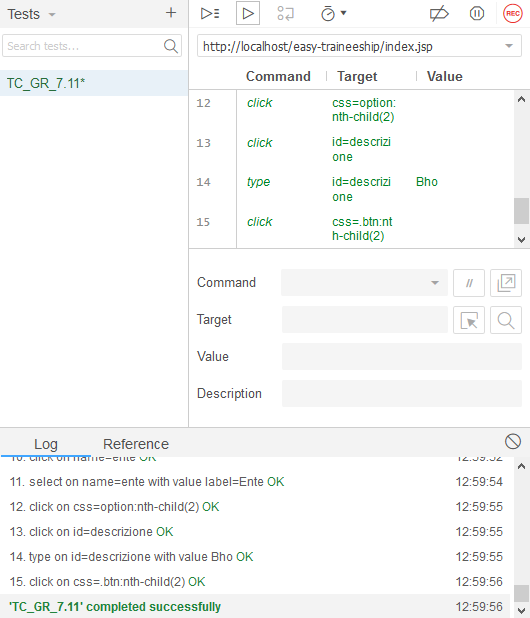 Tests
REC
Search tests...
http://localhost/easy-traineeship/index.jsp
TC_GR_7.11*
Command Target Value
12 click css=option:
nth-child(2)
13 click id=descrizi
one
14 type id=descrizi Bho
one
15 click css=.btn:nt
h-child(2)
Command
//
Target
Value
Description
Log Reference
10. click on name=ente OK 12:59:52
11. select on name=ente with value label=Ente OK 12:59:54
12. click on css=option:nth-child(2) OK 12:59:55
13. click on id=descrizione OK 12:59:55
14. type on id=descrizione with value Bho OK 12:59:55
15. click on css=.btn:nth-child(2) OK 12:59:56
'TC_GR_7.11' completed successfully 12:59:56